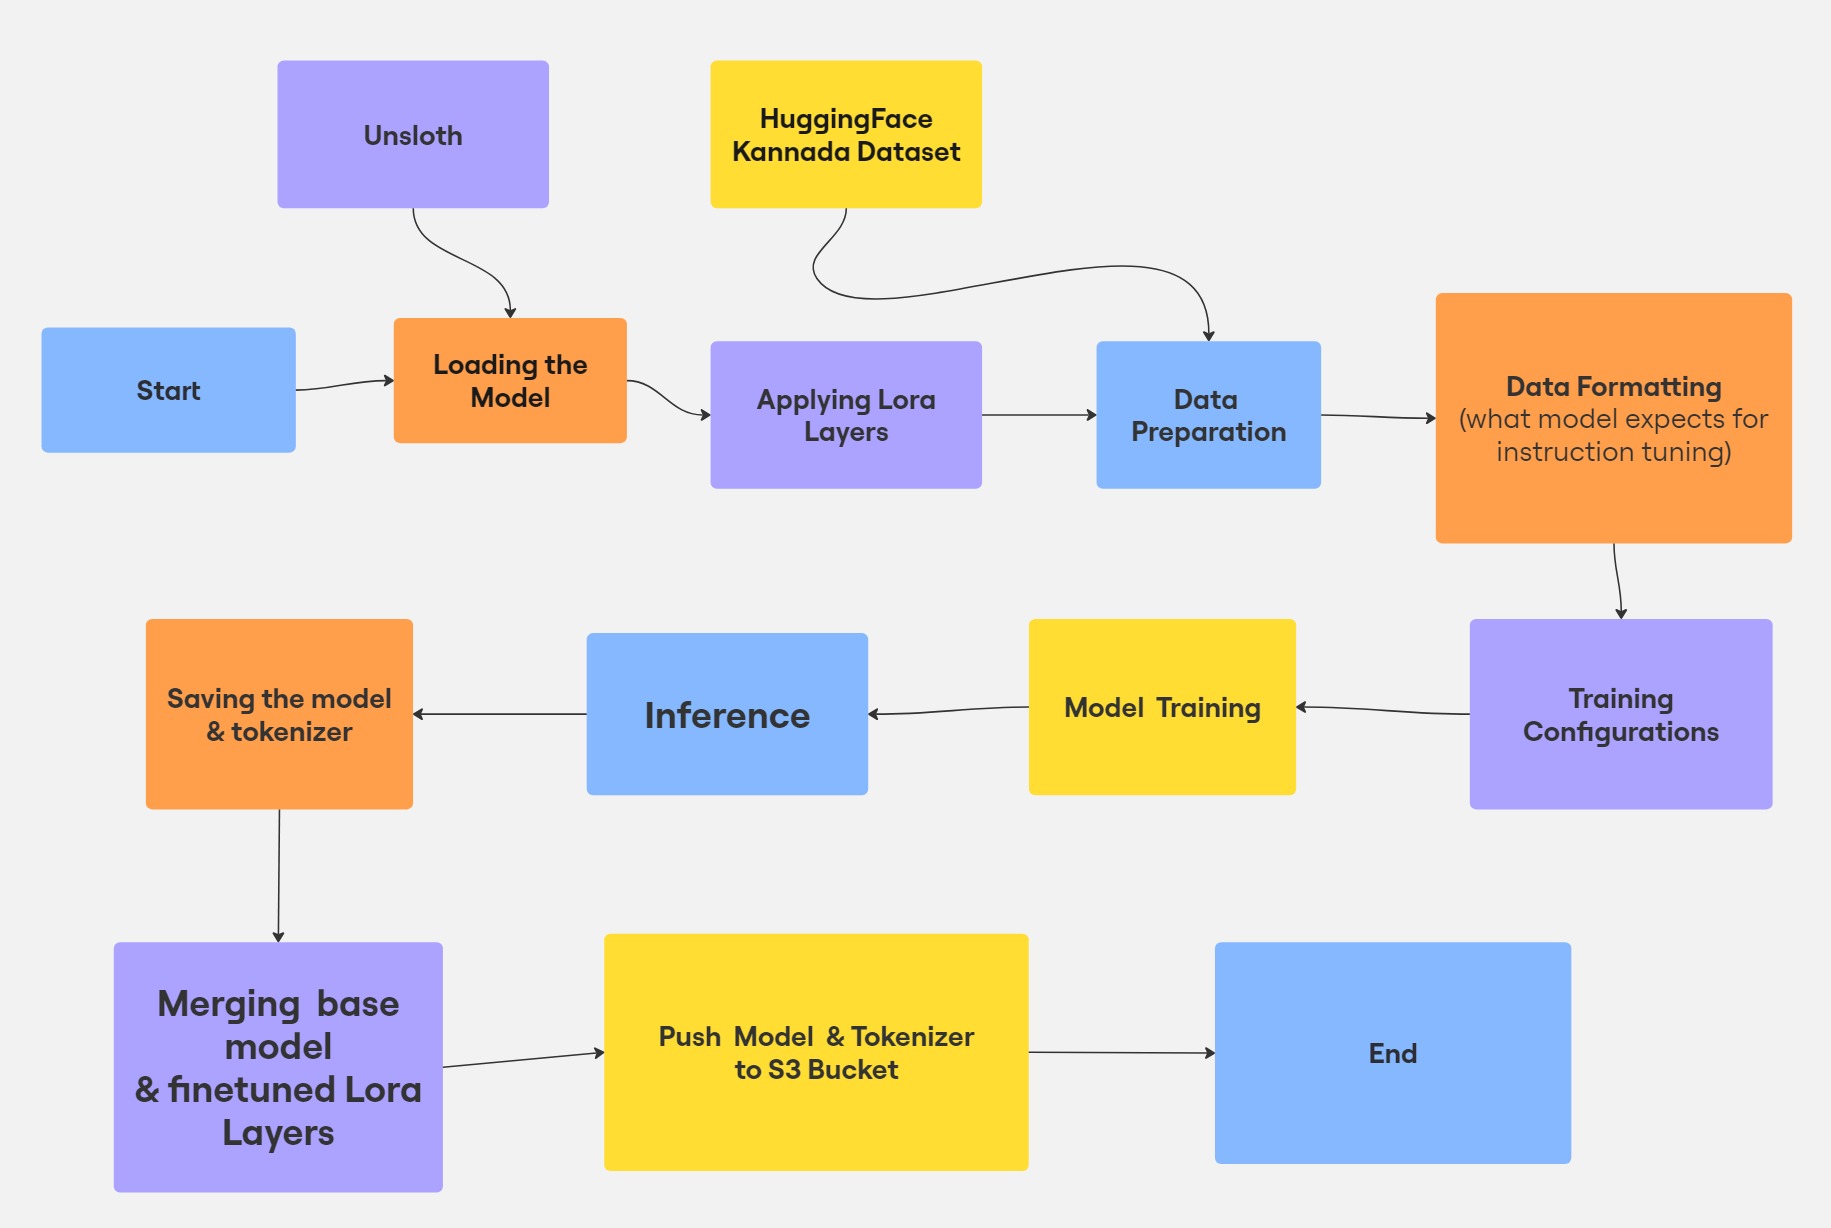 Unsloth
HuggingFace
Kannada Dataset
Start
Loading the
Model
Applying Lora
Layers
Data
Preparation
Data Formatting
(what model expects for
instruction tuning)
Saving the model
& tokenizer
Inference
Model Training
Training
Configurations
Merging base
model
& finetuned Lora
Layers
Push Model & Tokenizer
to S3 Bucket
End